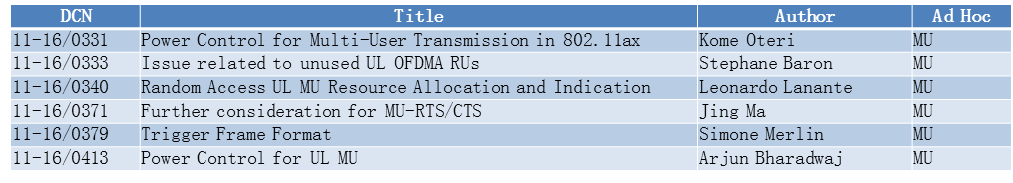 DCN Title Author Ad Hoc
11-16/0331 Power Control for Multi-User Transmission in 802.11ax Kome Oteri MU
11-16/0333 Issue related to unused UL OFDMA RUs Stephane Baron MU
11-16/0340 Random Access UL MU Resource Allocation and Indication Leonardo Lanante MU
11-16/0371 Further consideration for MU-RTS/CTS Jing Ma MU
11-16/0379 Trigger Frame Format Simone Merlin MU
11-16/0413 Power Control for UL MU Arjun Bharadwaj MU